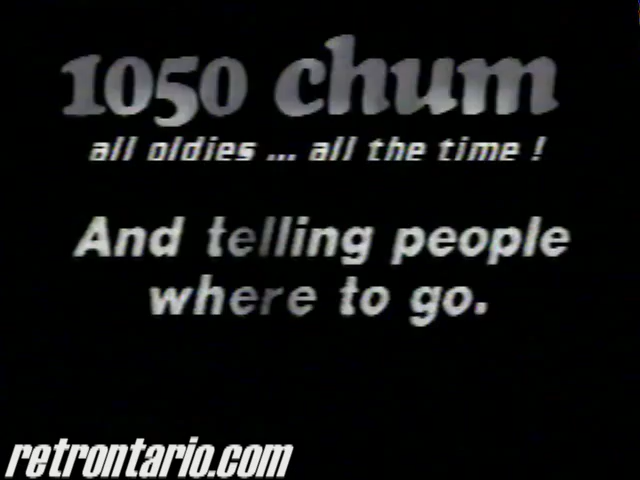 1050 chum
all oldies ... all the time !
And telling people
where to go.
retrontario.com